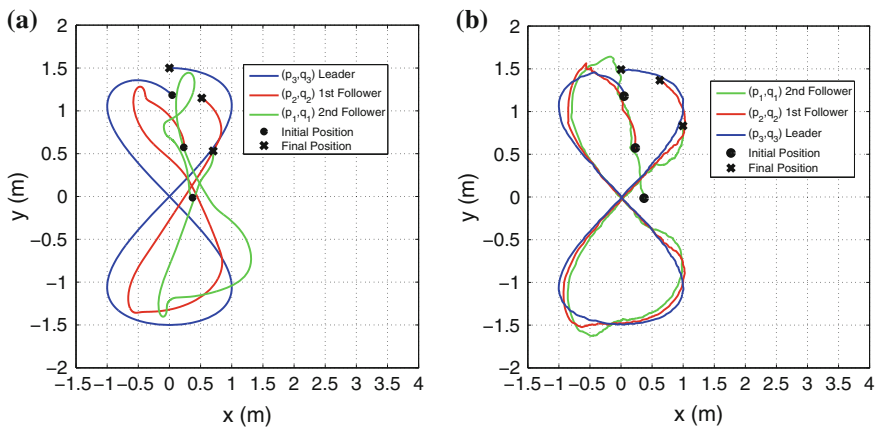 (a)
2
1.5
1
0.5
0
−0.5
−1
−1.5
−2
y (m)
−1.5 −1 −0.5 0 0.5 1 1.5 2 2.5 3 3.5 4
x (m)
(p3,q3) Leader
(p2,q2) 1st Follower
(p1,q1) 2nd Follower
Initial Position
Final Position
(b)
2
1.5
1
0.5
0
−0.5
−1
−1.5
−2
y (m)
−1.5 −1 −0.5 0 0.5 1 1.5 2 2.5 3 3.5 4
x (m)
(p1,q1) 2nd Follower
(p2,q2) 1st Follower
(p3,q3) Leader
Initial Position
Final Position